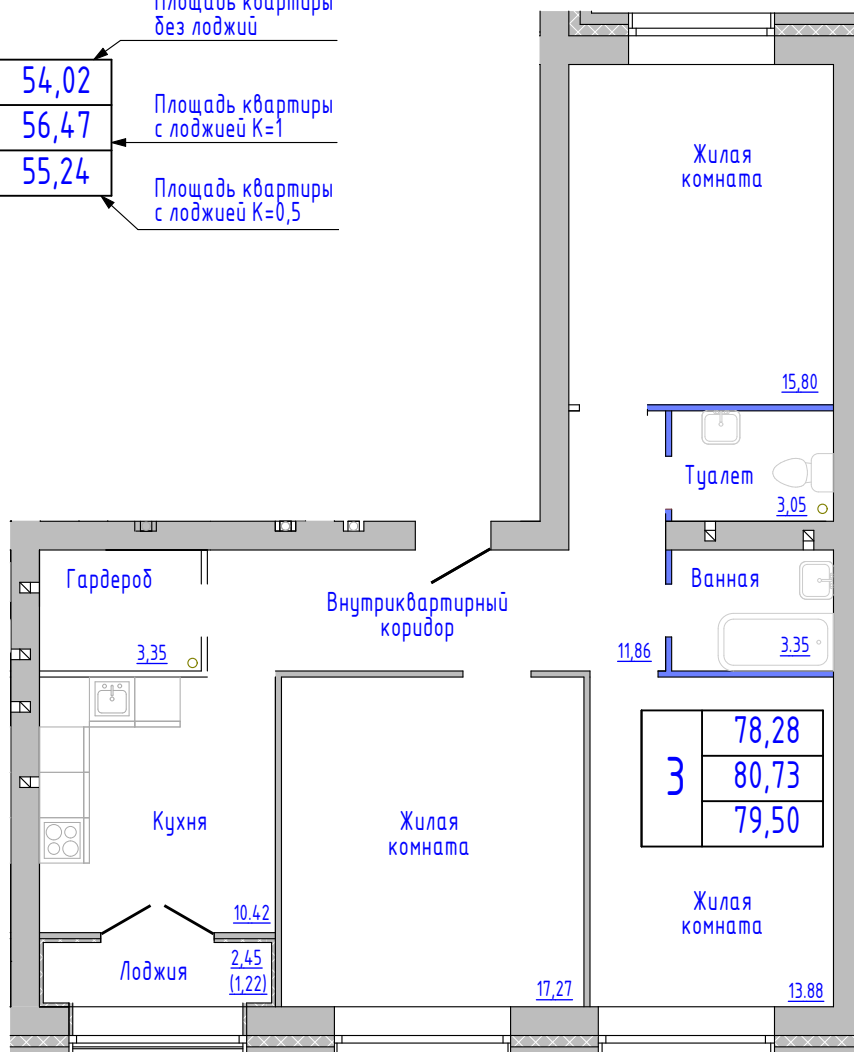 Площадь квартиры
без лоджий
54,02
56,47
55,24
Площадь квартиры
с лоджией К=1
Площадь квартиры
с лоджией К=0,5
Жилая
комната
15,80
Туалет
3,05
Гардероб
3,35
Внутриквартирный
коридор
11,86
Ванная
3.35
3
78,28
80,73
79,50
Кухня
10.42
Жилая
комната
17,27
Жилая
комната
13.88
Лоджия
2,45
(1,22)